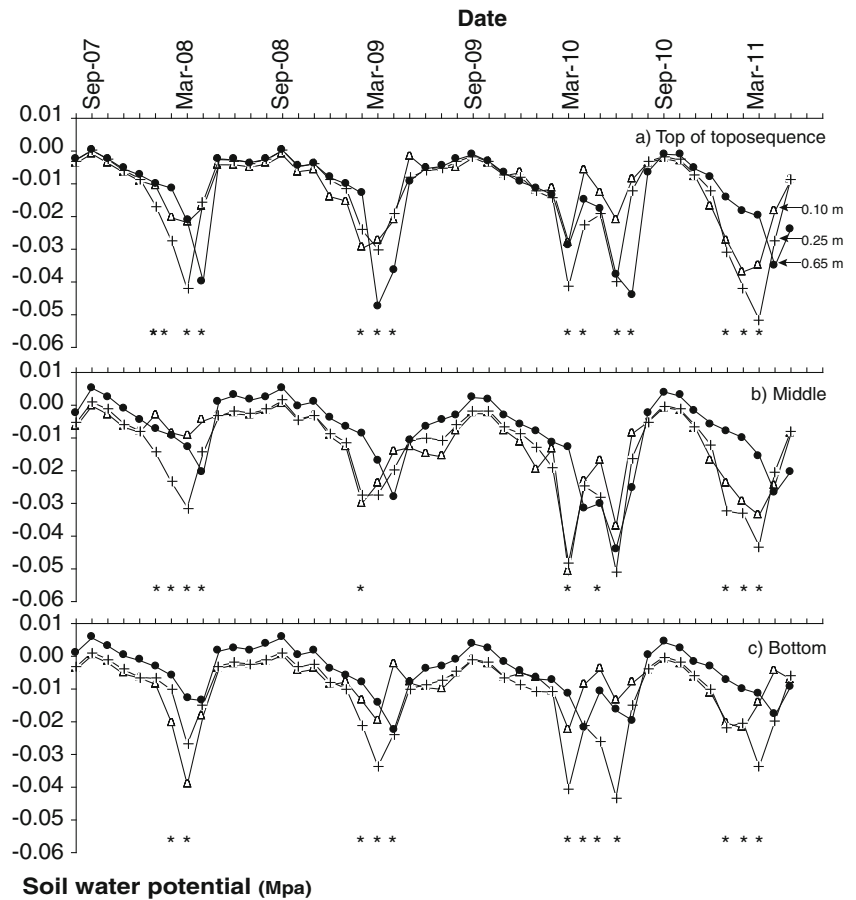 Date
Sep-07 Mar-08 Sep-08 Mar-09 Sep-09 Mar-10 Sep-10 Mar-11
0.01
a) Top of toposequence
0.00
-0.01
0.10 m
-0.02
0.25 m
-0.03
0.65 m
-0.04
-0.05
* * * * * * * * * * * * * *
-0.06
0.01
b) Middle
0.00
-0.01
-0.02
-0.03
-0.04
-0.05
* * * * * * * * * *
-0.06
0.01
c) Bottom
0.00
-0.01
-0.02
-0.03
-0.04
-0.05
* * * * * * * * * * * *
-0.06
Soil water potential (Mpa)